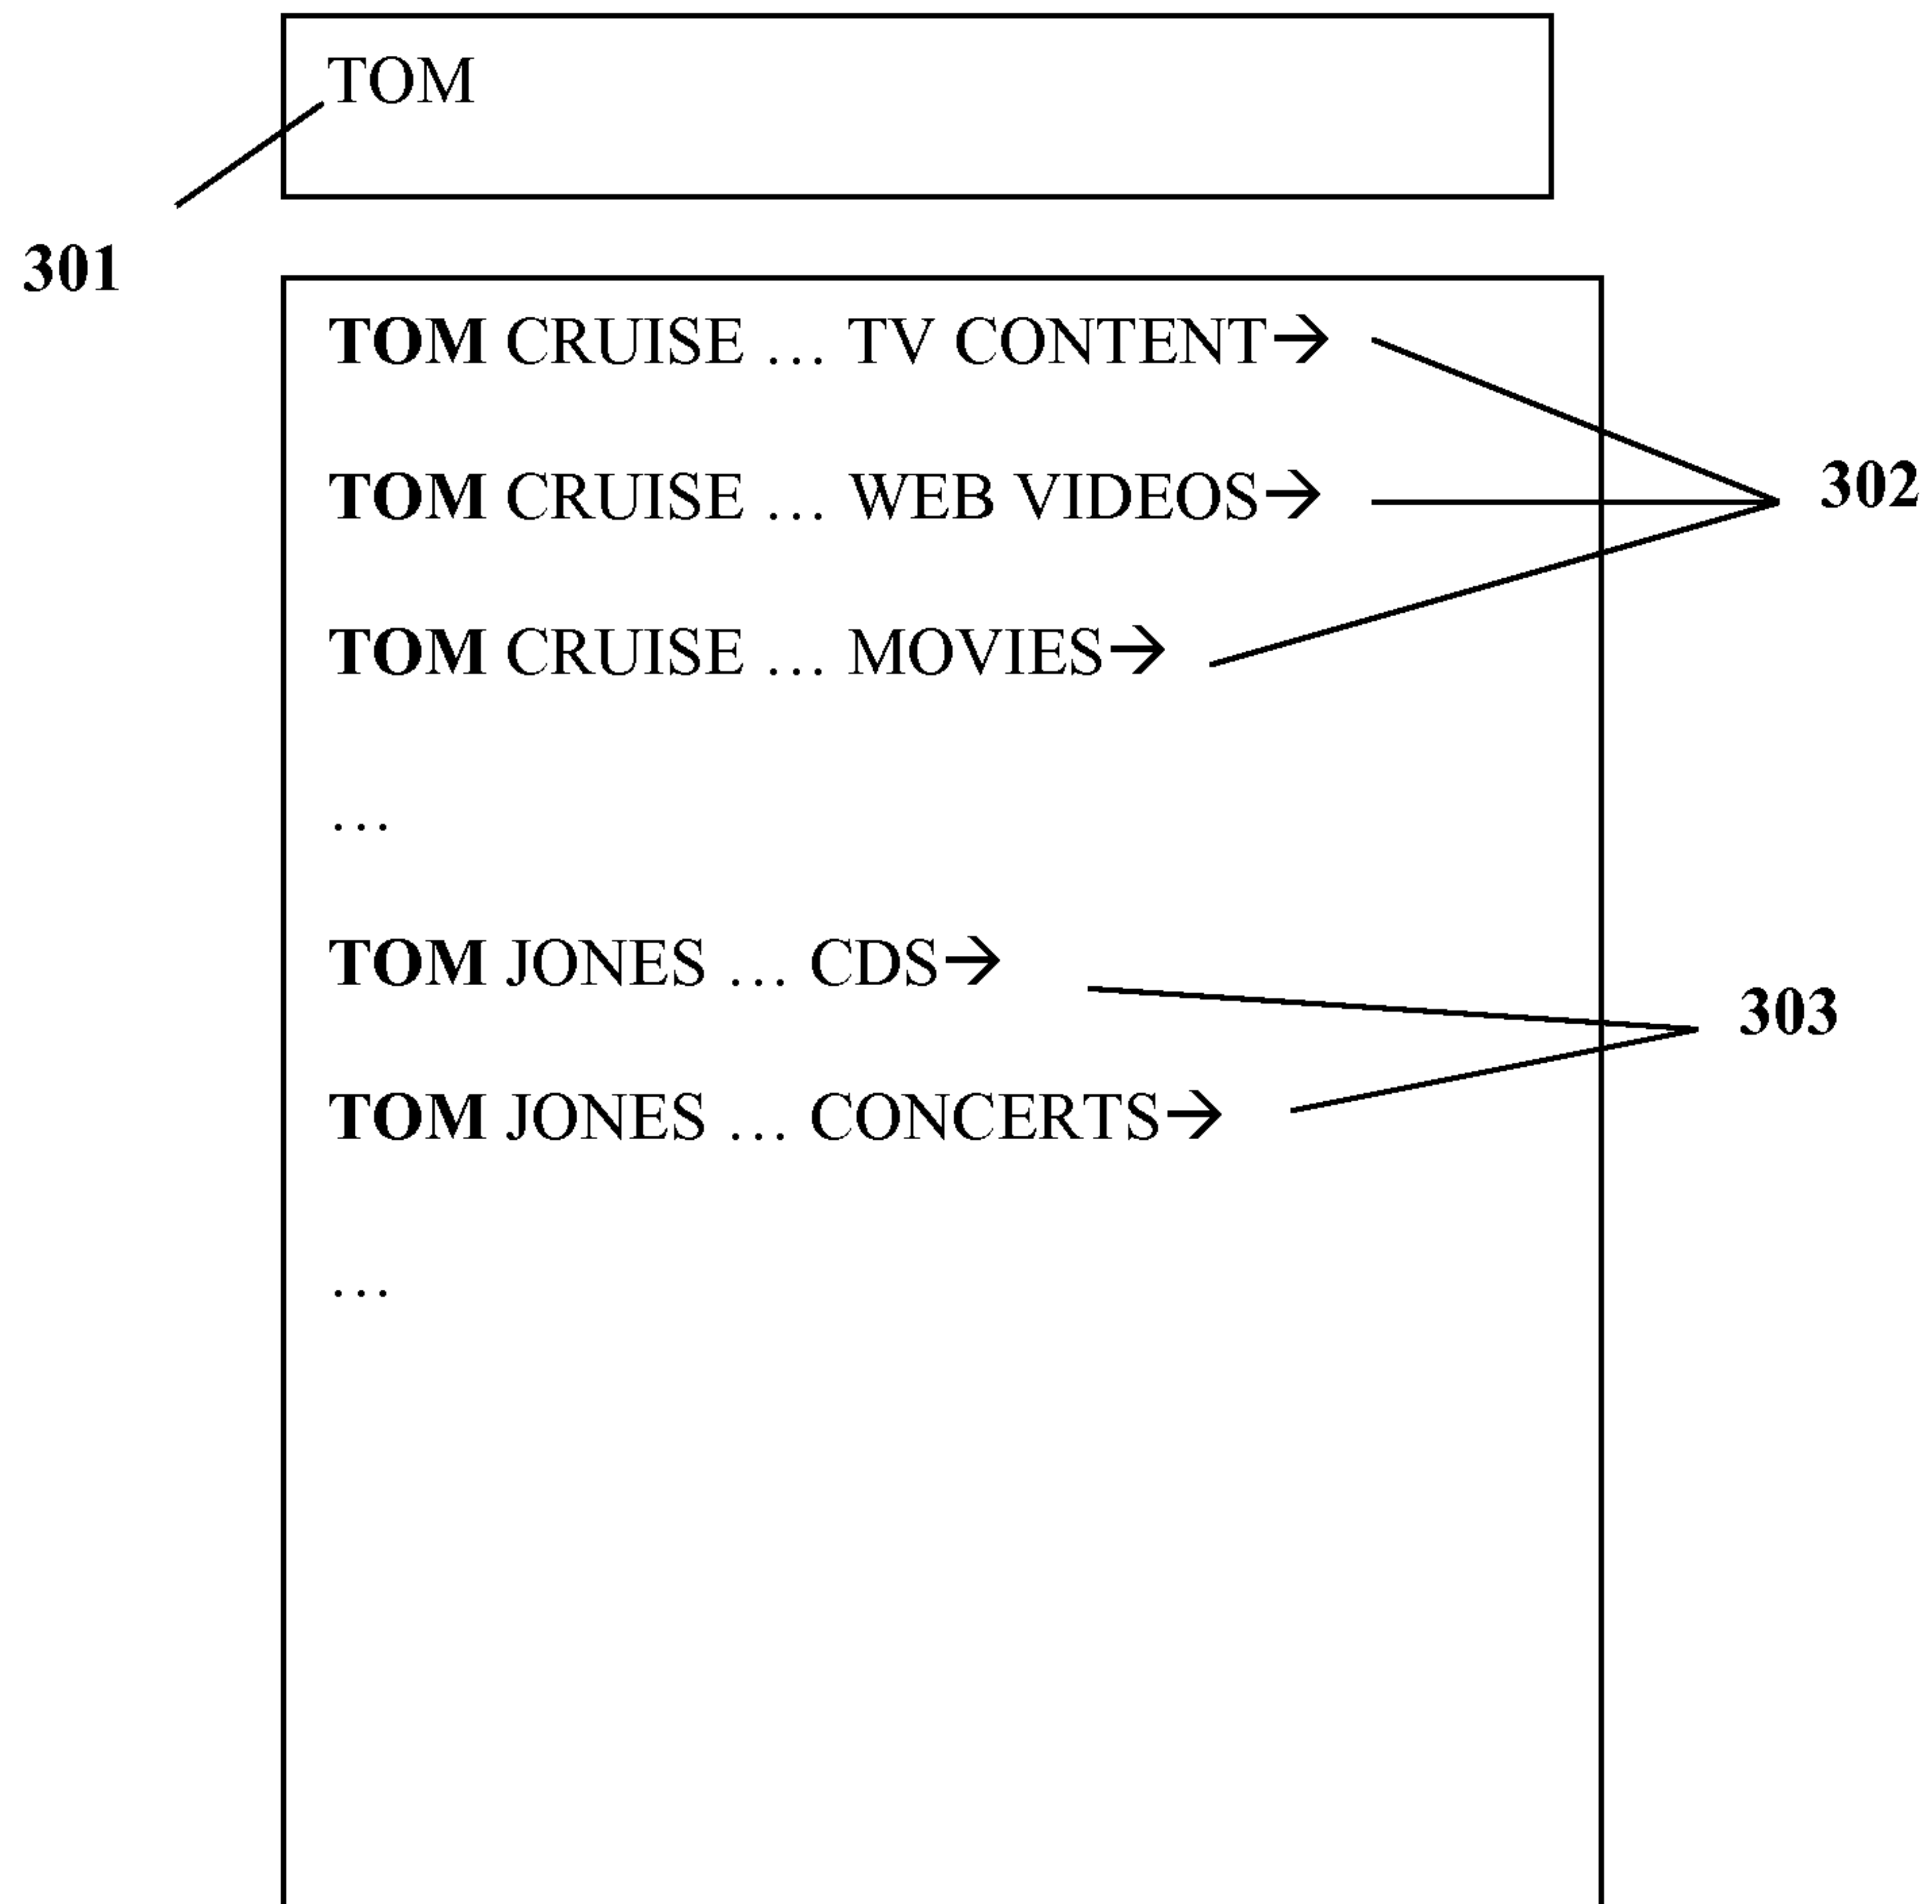 TOM
301
TOM CRUISE ... TV CONTENT→
TOM CRUISE ... WEB VIDEOS→
302
TOM CRUISE ... MOVIES→
...
TOM JONES ... CDS→
303
TOM JONES ... CONCERTS→
...